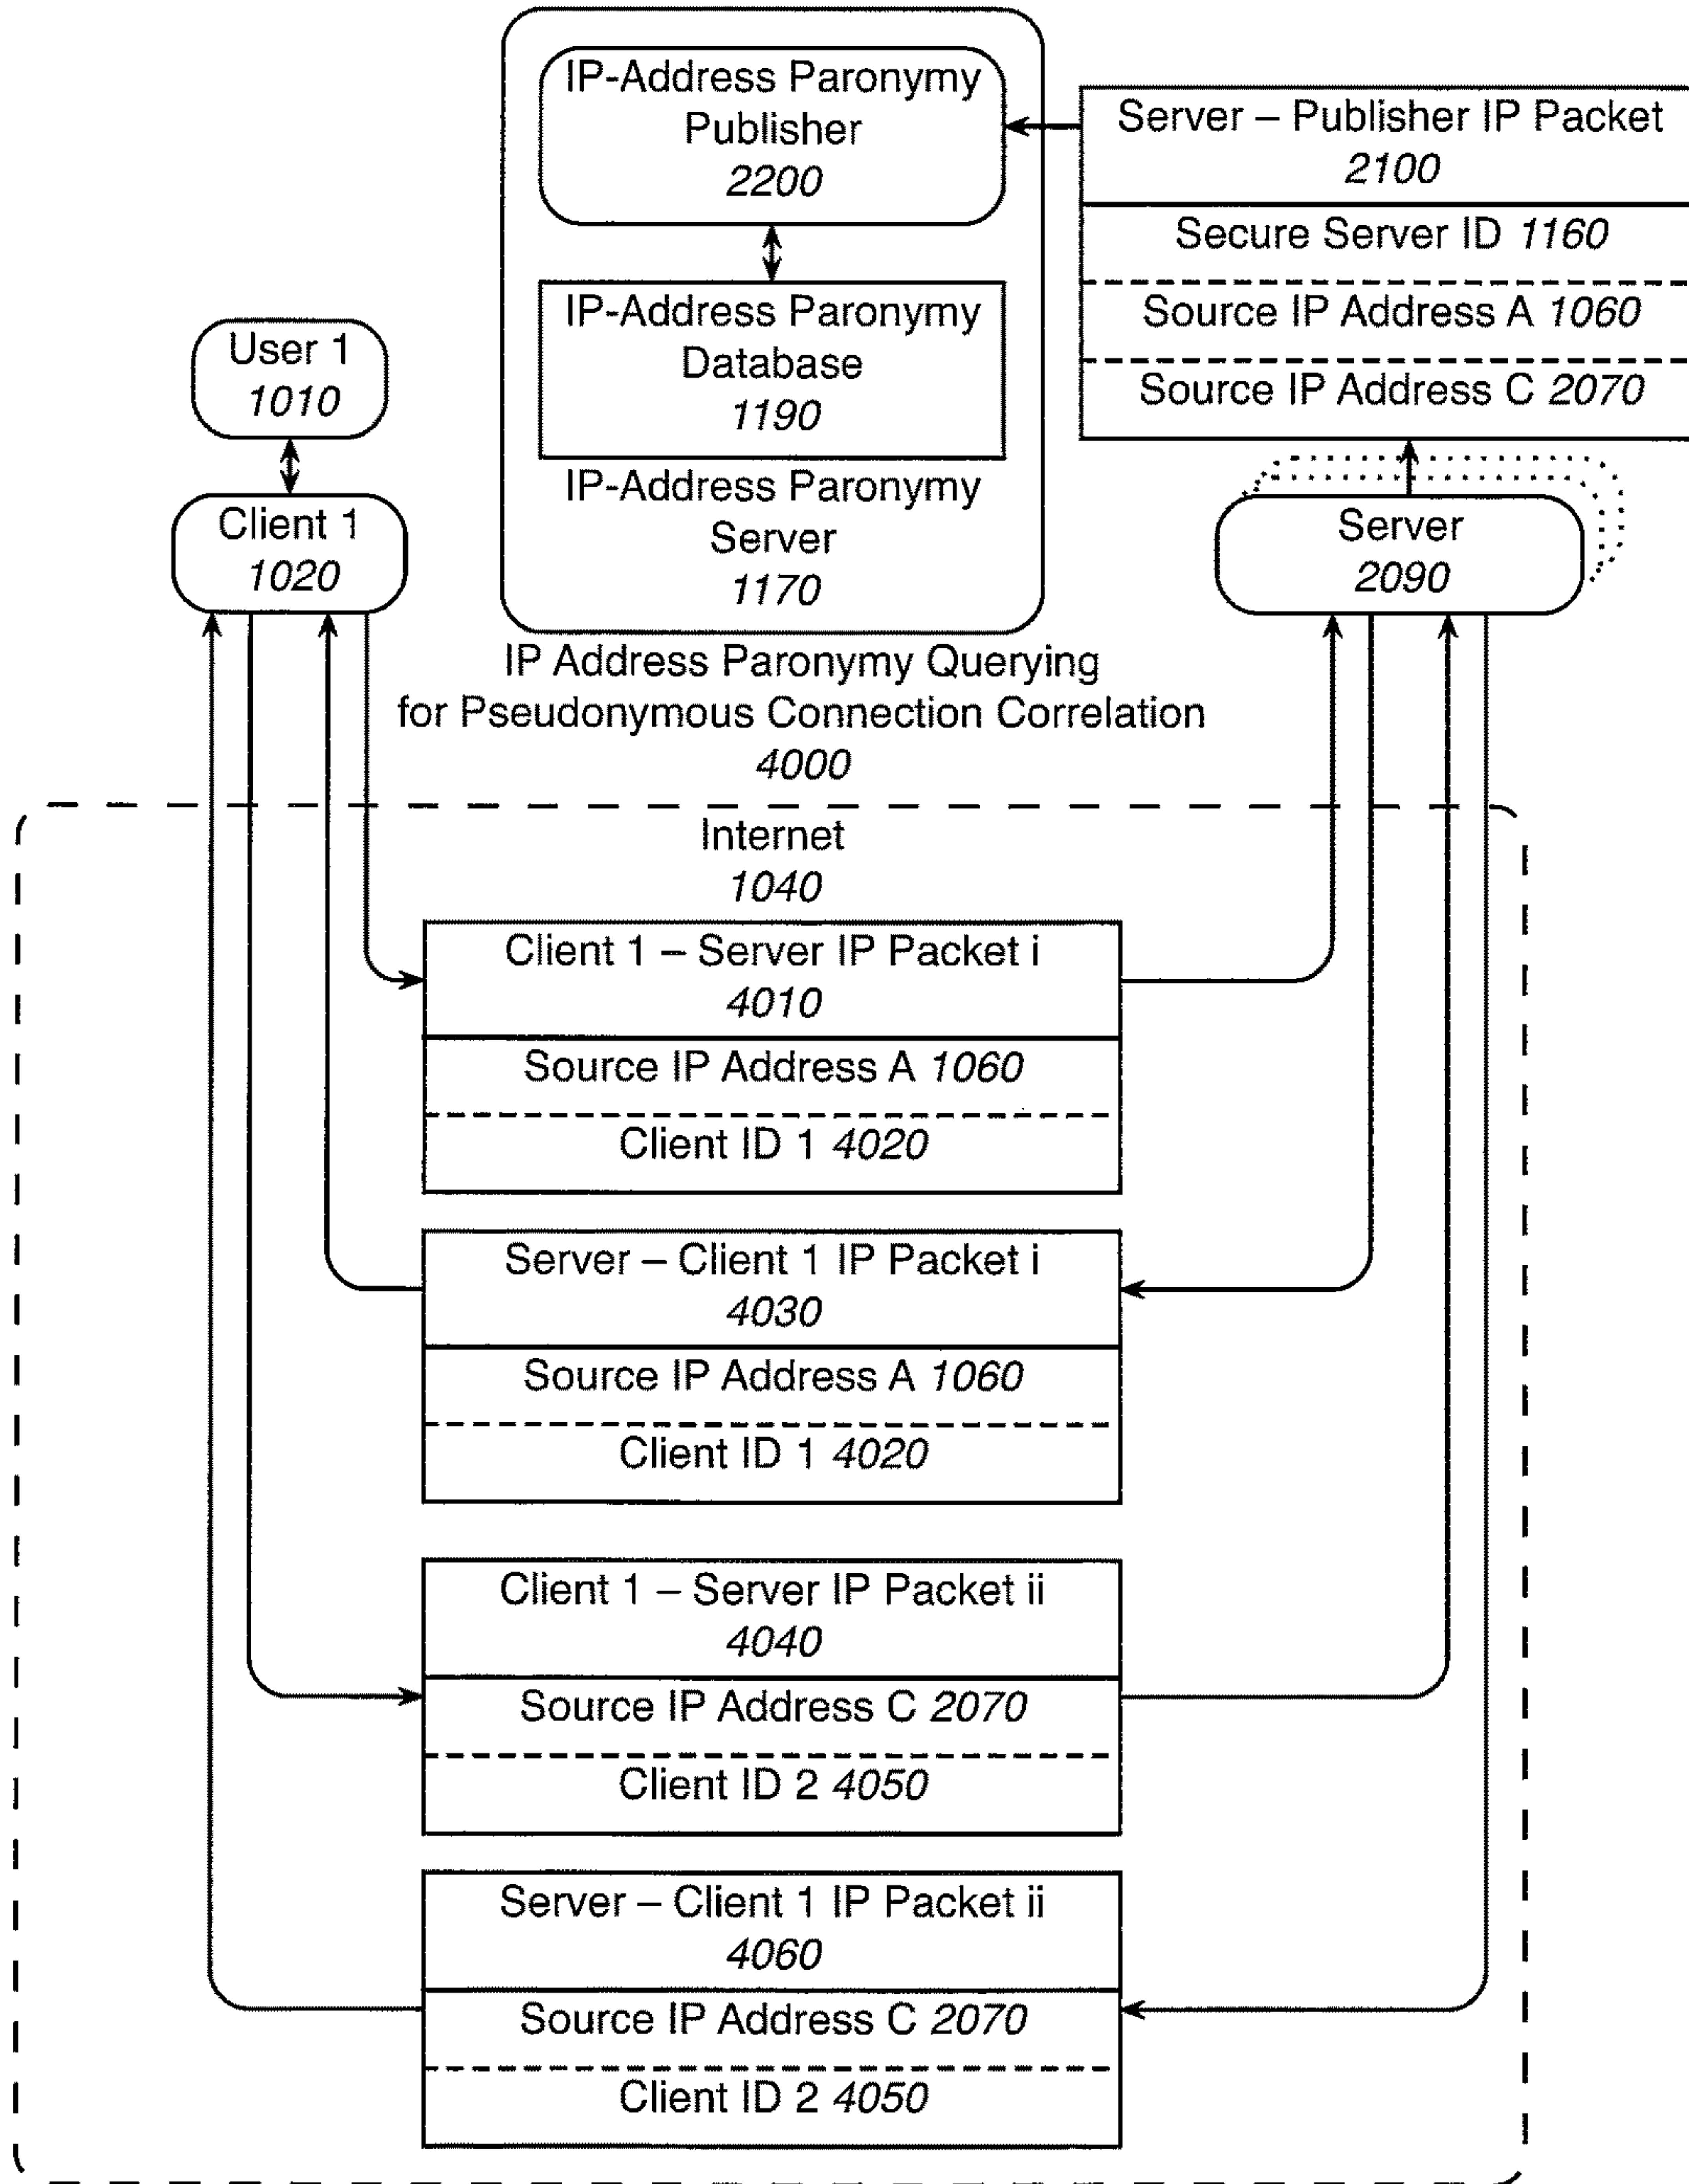 IP-Address Paronymy
Publisher
2200
IP-Address Paronymy
Database
1190
IP-Address Paronymy
Server
1170
Server – Publisher IP Packet
2100
Secure Server ID 1160
Source IP Address A 1060
Source IP Address C 2070
User 1
1010
Client 1
1020
Server
2090
IP Address Paronymy Querying
for Pseudonymous Connection Correlation
4000
Internet
1040
Client 1 – Server IP Packet i
4010
Source IP Address A 1060
Client ID 1 4020
Server – Client 1 IP Packet i
4030
Source IP Address A 1060
Client ID 1 4020
Client 1 – Server IP Packet ii
4040
Source IP Address C 2070
Client ID 2 4050
Server – Client 1 IP Packet ii
4060
Source IP Address C 2070
Client ID 2 4050